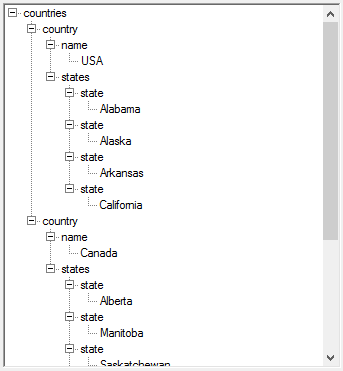 countries
country
name
USA
states
state
Alabama
state
Alaska
state
Arkansas
state
California
country
name
Canada
states
state
Alberta
state
Manitoba
state
Saskatchewan